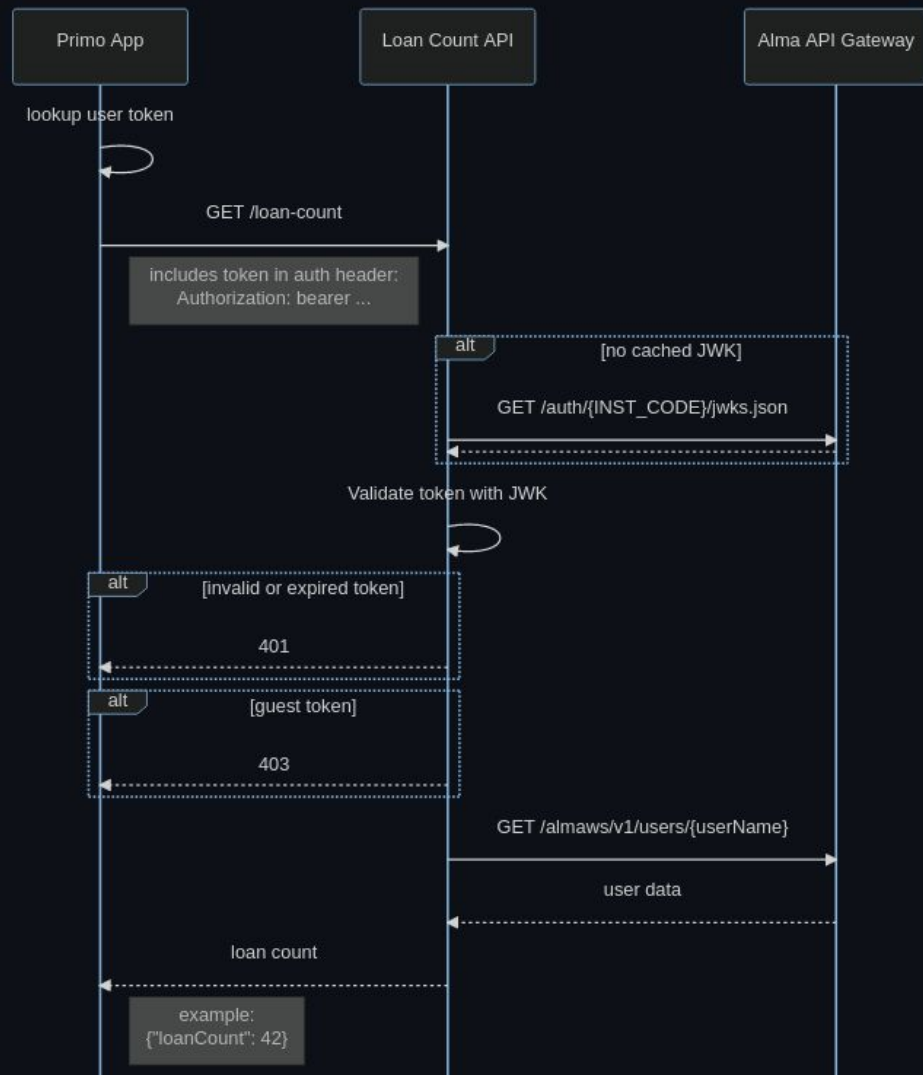 Primo App
Loan Count API
Alma API Gateway
lookup user token
GET /loan-count
includes token in auth header:
Authorization: bearer ...
alt
[no cached JWK]
GET /auth/{INST_CODE}/jwks.json
Validate token with JWK
alt
[invalid or expired token]
401
alt
[guest token]
403
GET /almaws/v1/users/{userName}
user data
loan count
example:
{"loanCount": 42}